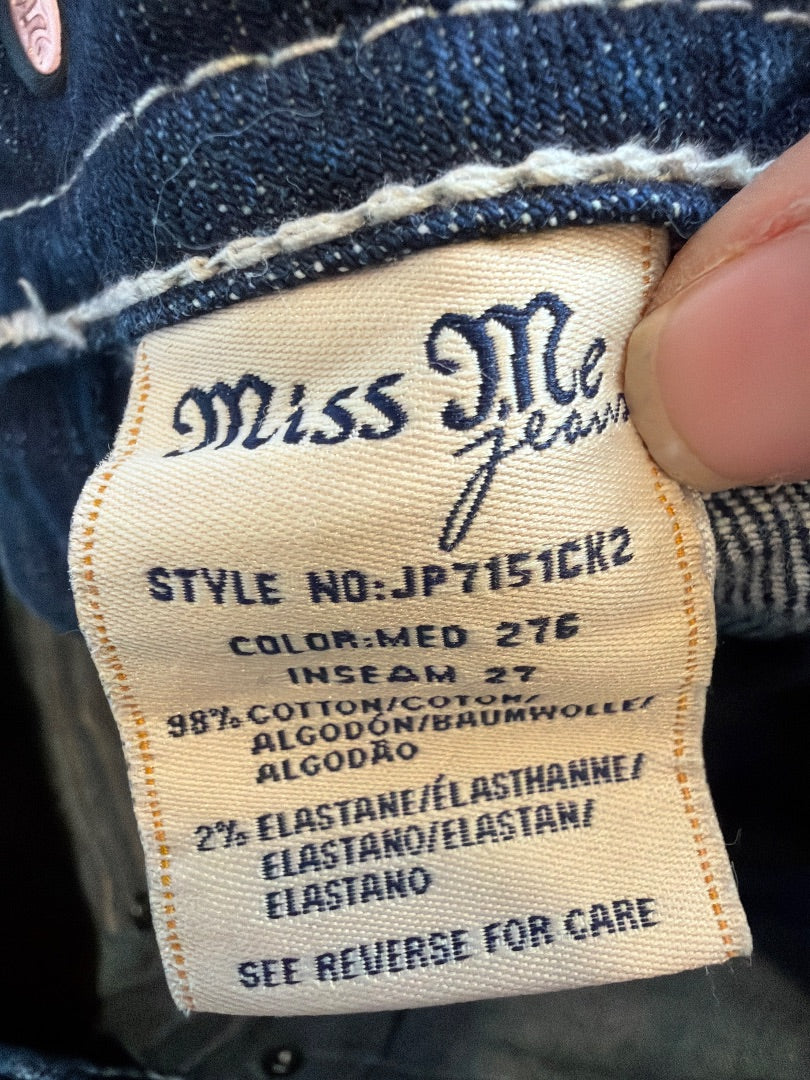 Miss Me
jeans
STYLE NO:JP7151CK2
COLOR:MED 276
INSEAM 27
98% COTTON/COTON/
ALGODÓN/BAUMWOLLE/
ALGODÃO
2% ELASTANE/ÉLASTHANNE/
ELASTANO/ELASTAN/
ELASTANO
SEE REVERSE FOR CARE